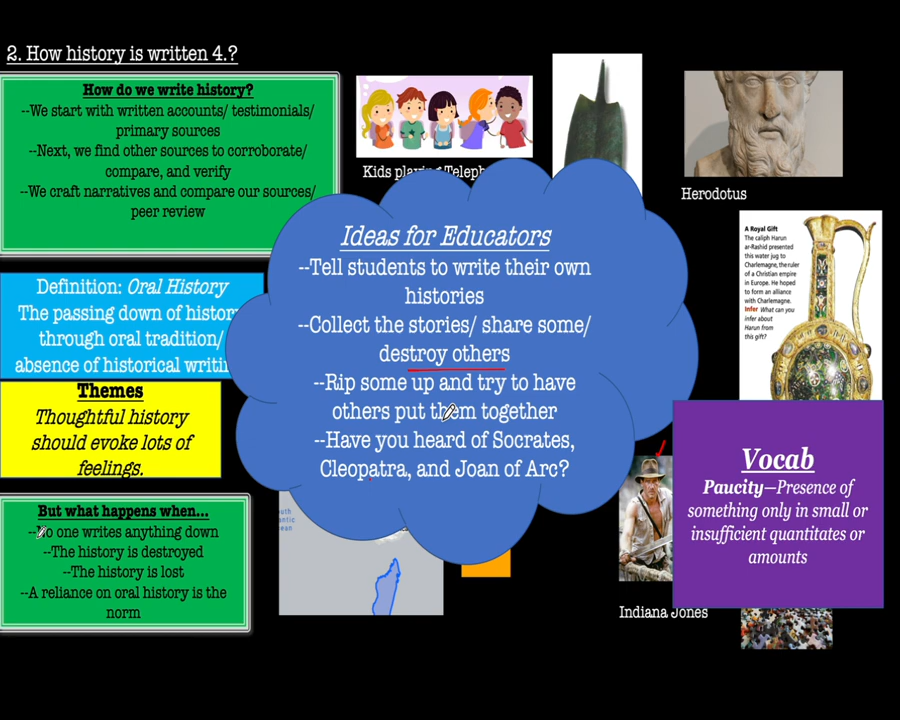 2. How history is written 4.?
How do we write history?
--We start with written accounts/ testimonials/
primary sources
--Next, we find other sources to corroborate/
compare, and verify
--We craft narratives and compare our sources/
peer review
Definition: Oral History
The passing down of
through oral tradition/
absence of historical
Themes
Thoughtful history
should evoke lots of
feelings.
But what happens when...
--No one writes anything down
--The history is destroyed
--The history is lost
--A reliance on oral history is the
norm
Kids playing
Ideas for Educators
--Tell students to write their own
histories
--Collect the stories/ share some/
destroy others
--Rip some up and try to have
others put them together
--Have you heard of Socrates,
Cleopatra, and Joan of Arc?
Herodotus
A Royal Gift
The caliph Harun
ar-Rashid presented
this water jug to
Charlemagne, the ruler
of a Christian empire
in Europe. He hoped
to form an alliance
with Charlemagne.
Infer What can you
infer about
Harun from
this gift?
Vocab
Paucity—Presence of
something only in small or
insufficient quantitates or
amounts
Indiana Jones